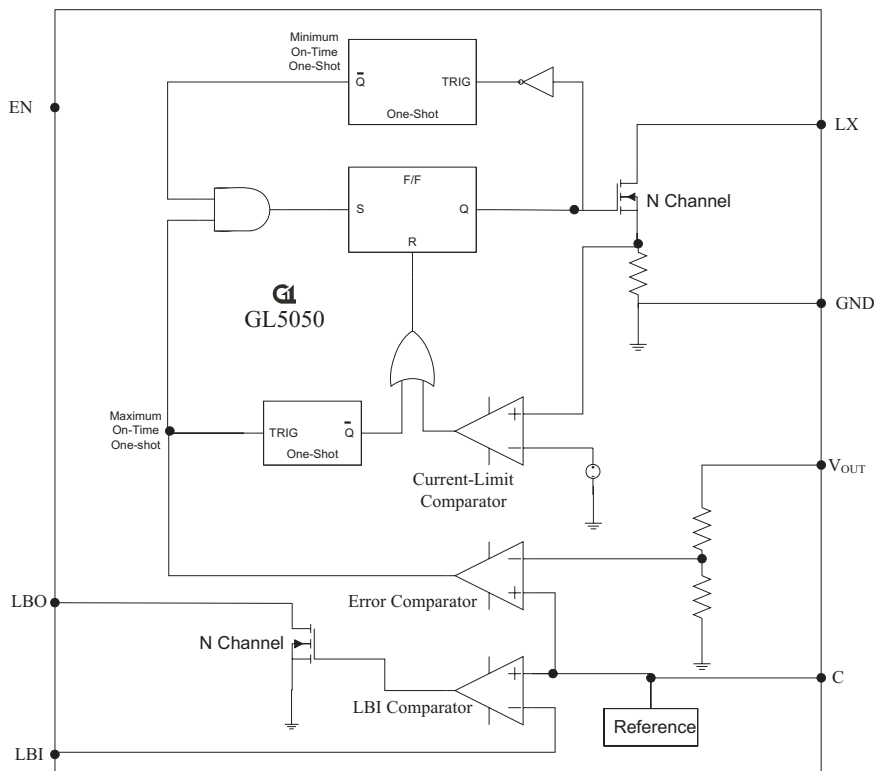 Minimum
On-Time
One-Shot
Q̅
TRIG
One-Shot
EN
LX
F/F
S
Q
R
N Channel
G1
GL5050
GND
Maximum
On-Time
One-shot
TRIG
Q̅
One-Shot
+
−
Current-Limit
Comparator
VOUT
−
+
Error Comparator
LBO
N Channel
+
−
LBI Comparator
C
Reference
LBI